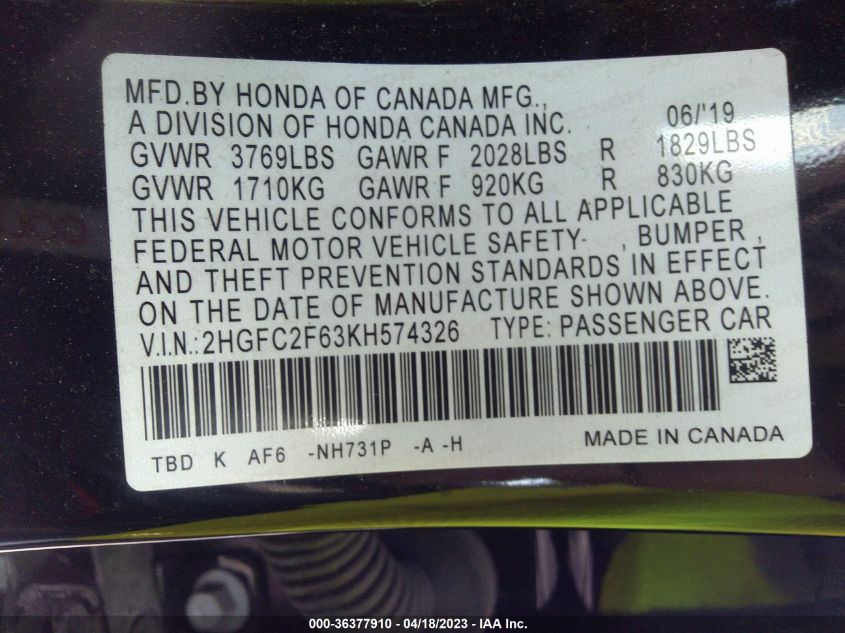 MFD.BY HONDA OF CANADA MFG.,
A DIVISION OF HONDA CANADA INC. 06/'19
GVWR 3769LBS GAWR F 2028LBS R 1829LBS
GVWR 1710KG GAWR F 920KG R 830KG
THIS VEHICLE CONFORMS TO ALL APPLICABLE
FEDERAL MOTOR VEHICLE SAFETY- , BUMPER ,
AND THEFT PREVENTION STANDARDS IN EFFECT
ON THE DATE OF MANUFACTURE SHOWN ABOVE.
V.I.N.: 2HGFC2F63KH574326 TYPE: PASSENGER CAR
TBD K AF6 -NH731P -A -H MADE IN CANADA
000-36377910 - 04/18/2023 - IAA Inc.